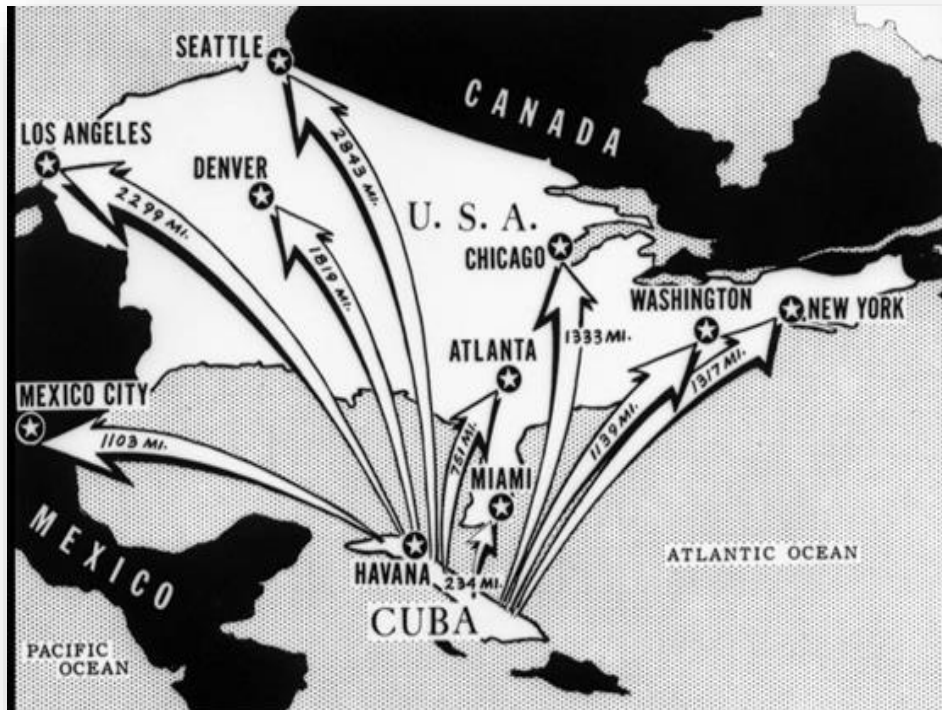 SEATTLE
CANADA
LOS ANGELES
2843 MI.
DENVER
2299 MI.
U. S. A.
CHICAGO
1819 MI.
WASHINGTON
NEW YORK
1333 MI.
ATLANTA
1317 MI.
MEXICO CITY
1103 MI.
751 MI.
1139 MI.
MIAMI
MEXICO
ATLANTIC OCEAN
HAVANA
234 MI.
CUBA
PACIFIC
OCEAN